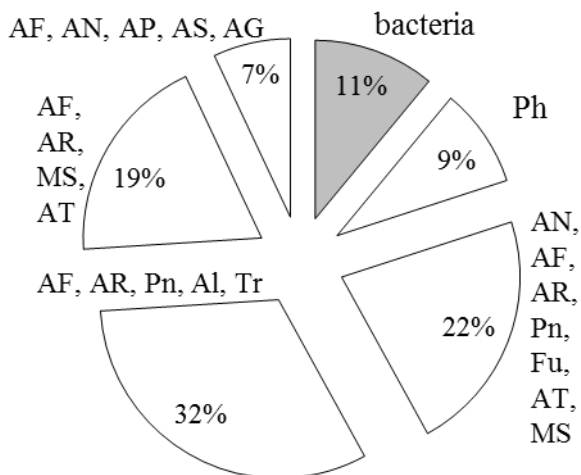 AF, AN, AP, AS, AG
bacteria
7%
11%
Ph
9%
AF,
AR,
MS,
AT
19%
AN,
AF,
AR,
Pn,
Fu,
AT,
MS
22%
AF, AR, Pn, Al, Tr
32%